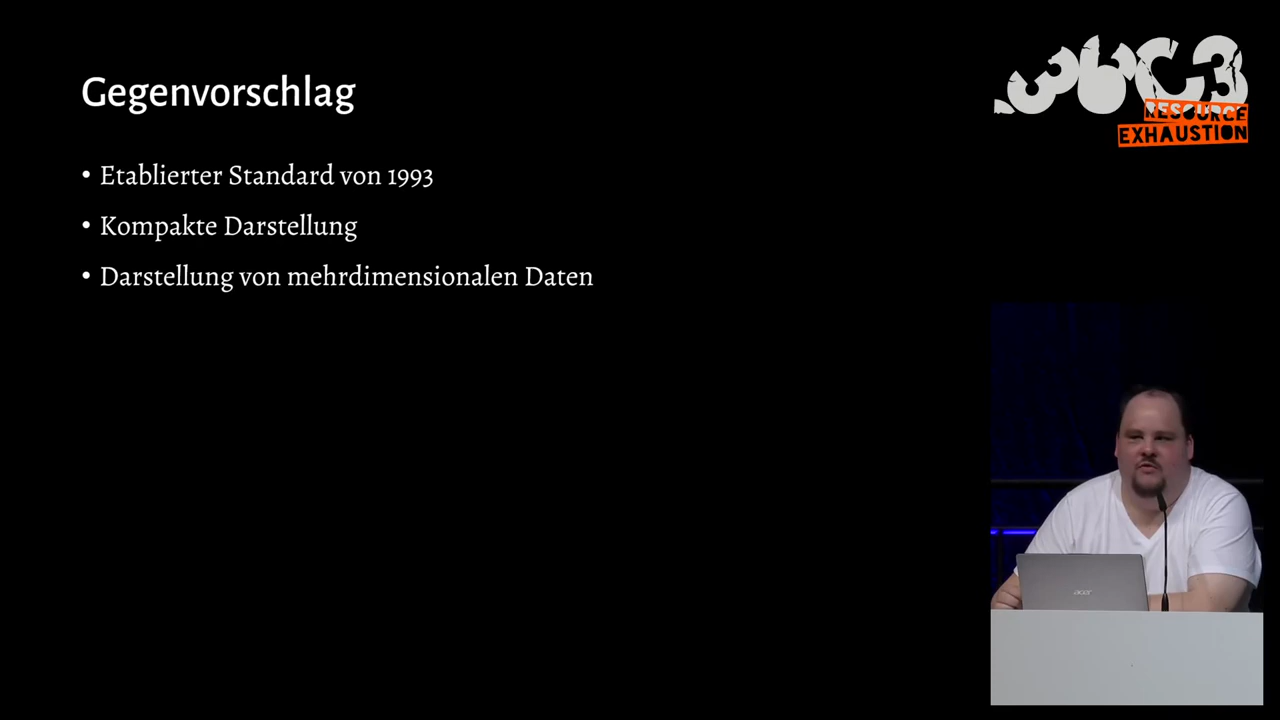 Gegenvorschlag
• Etablierter Standard von 1993
• Kompakte Darstellung
• Darstellung von mehrdimensionalen Daten
36C3
RESOURCE
EXHAUSTION
acer